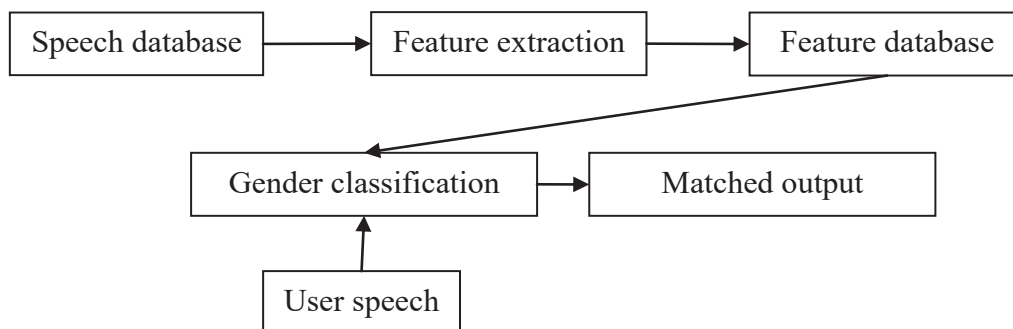 Speech database
Feature extraction
Feature database
Gender classification
Matched output
User speech